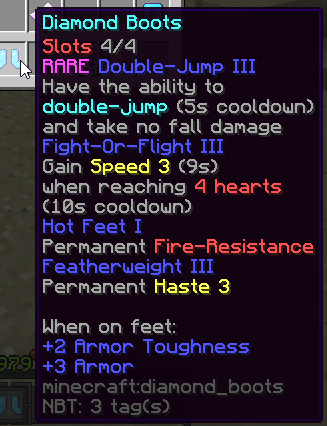 Diamond Boots
Slots 4/4
RARE Double-Jump III
Have the ability to
double-jump (5s cooldown)
and take no fall damage
Fight-Or-Flight III
Gain Speed 3 (9s)
when reaching 4 hearts
(10s cooldown)
Hot Feet I
Permanent Fire-Resistance
Featherweight III
Permanent Haste 3
When on feet:
+2 Armor Toughness
+3 Armor
minecraft:diamond_boots
NBT: 3 tag(s)